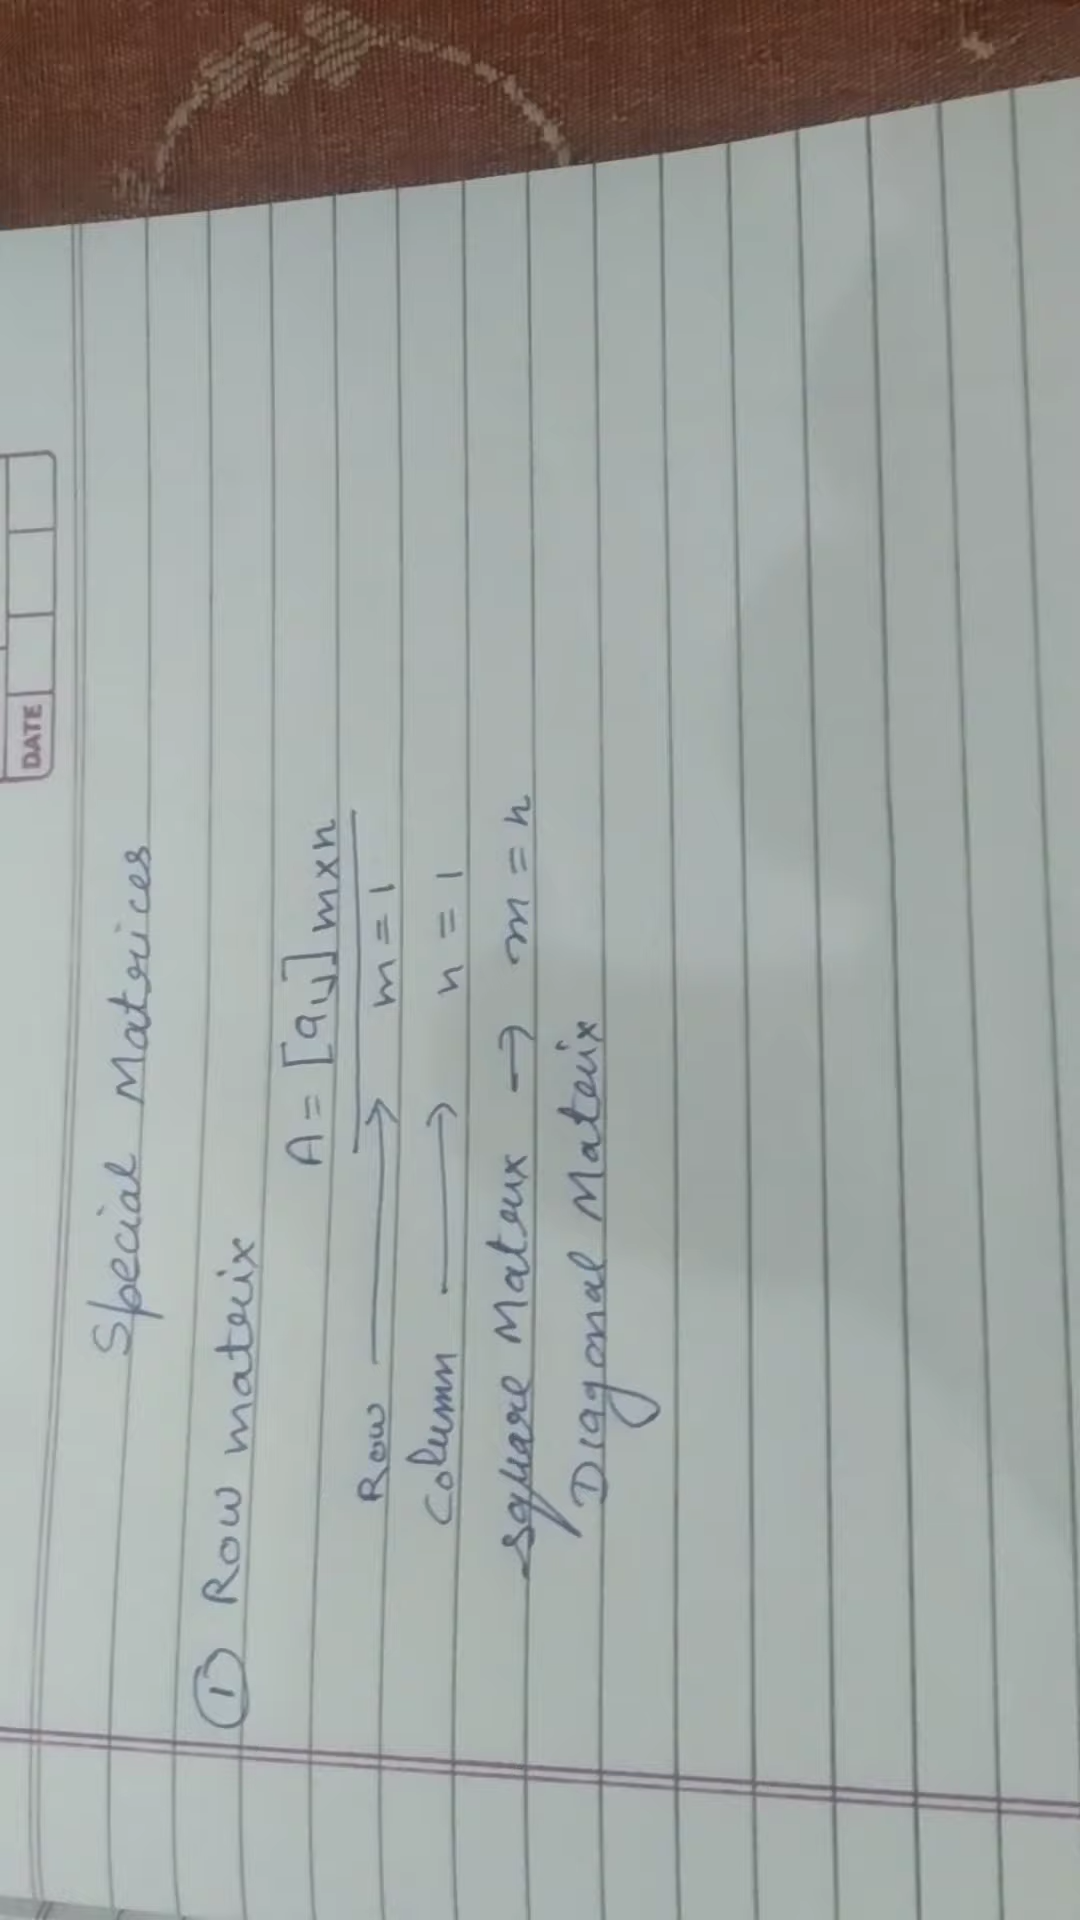 DATE
Special Matrices
① Row matrix
A = [aij] m×n
Row → m = 1
Column → n = 1
Square Matrix → m = n
Diagonal Matrix